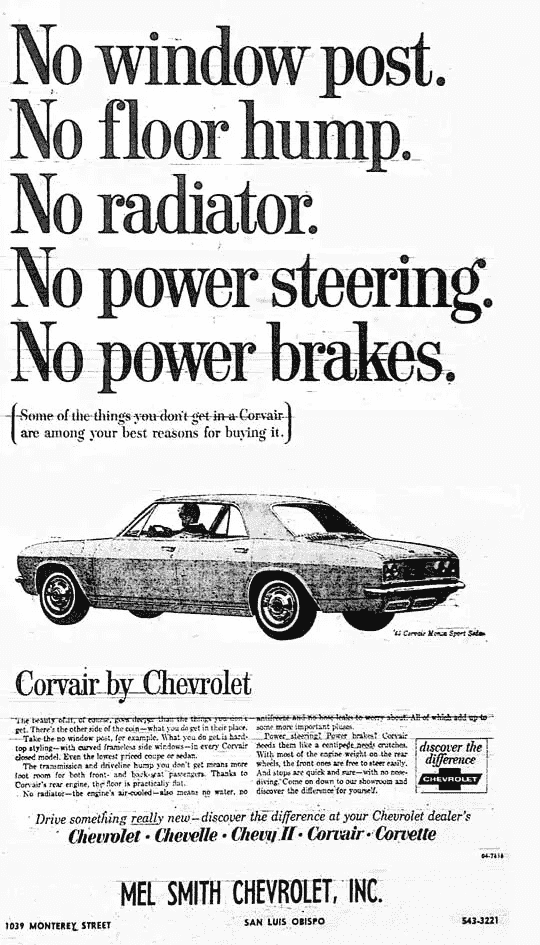 No window post.
No floor hump.
No radiator.
No power steering.
No power brakes.
(Some of the things you don't get in a Corvair
are among your best reasons for buying it.)
'65 Corvair Monza Sport Sedan
Corvair by Chevrolet
The beauty of it, of course, goes deeper than the things you don't
get. There's the other side of the coin—what you do get in their place.
Take the no window post, for example. What you do get is hard-
top styling—with curved frameless side windows—in every Corvair
closed model. Even the lowest priced coupe or sedan.
The transmission and driveline hump you don't get means more
foot room for both front- and back-seat passengers. Thanks to
Corvair's rear engine, the floor is practically flat.
No radiator—the engine's air-cooled—also means no water, no
antifreeze and no hose leaks to worry about. All of which add up to
some more important pluses.
Power steering? Power brakes? Corvair
needs them like a centipede needs crutches.
With most of the engine weight on the rear
wheels, the front ones are free to steer easily.
And stops are quick and sure—with no nose-
diving. Come on down to our showroom and
discover the difference for yourself.
discover the
difference
CHEVROLET
Drive something really new—discover the difference at your Chevrolet dealer's
Chevrolet · Chevelle · Chevy II · Corvair · Corvette
04-7616
MEL SMITH CHEVROLET, INC.
1039 MONTEREY STREET SAN LUIS OBISPO 543-3221